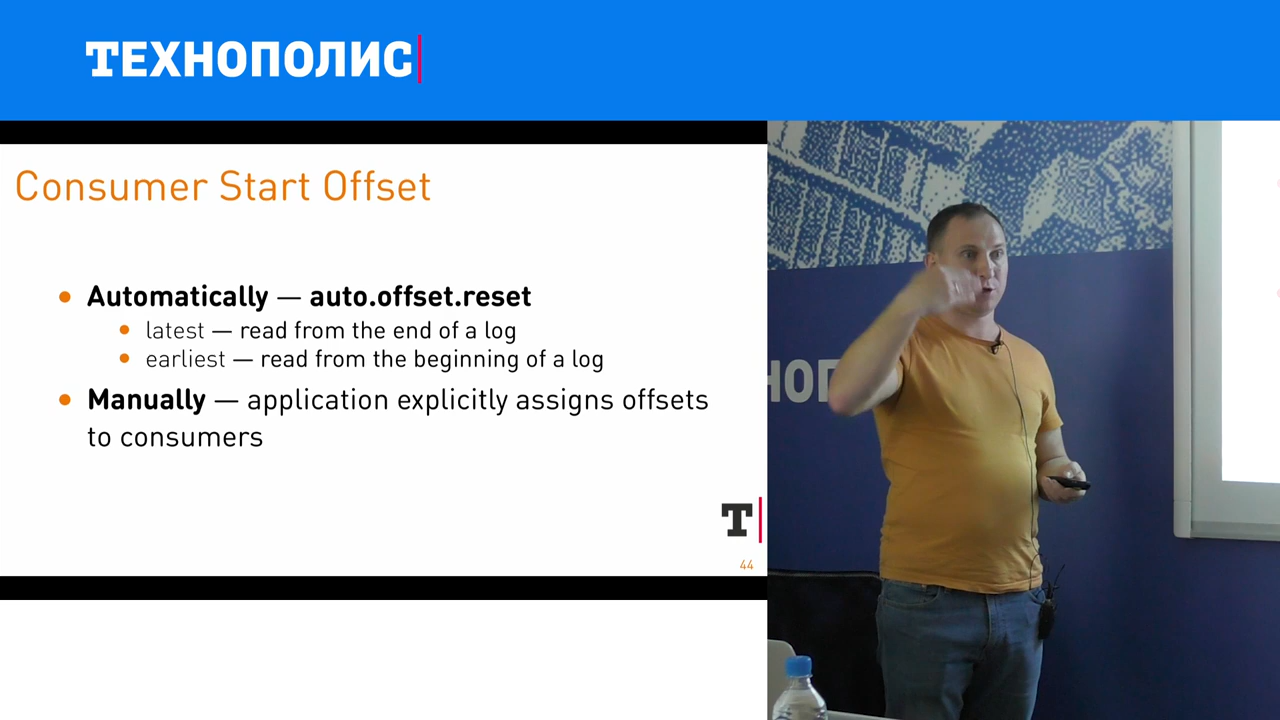 ТЕХНОПОЛИС
Consumer Start Offset
• Automatically — auto.offset.reset
• latest — read from the end of a log
• earliest — read from the beginning of a log
• Manually — application explicitly assigns offsets
to consumers
Т
44
НОП